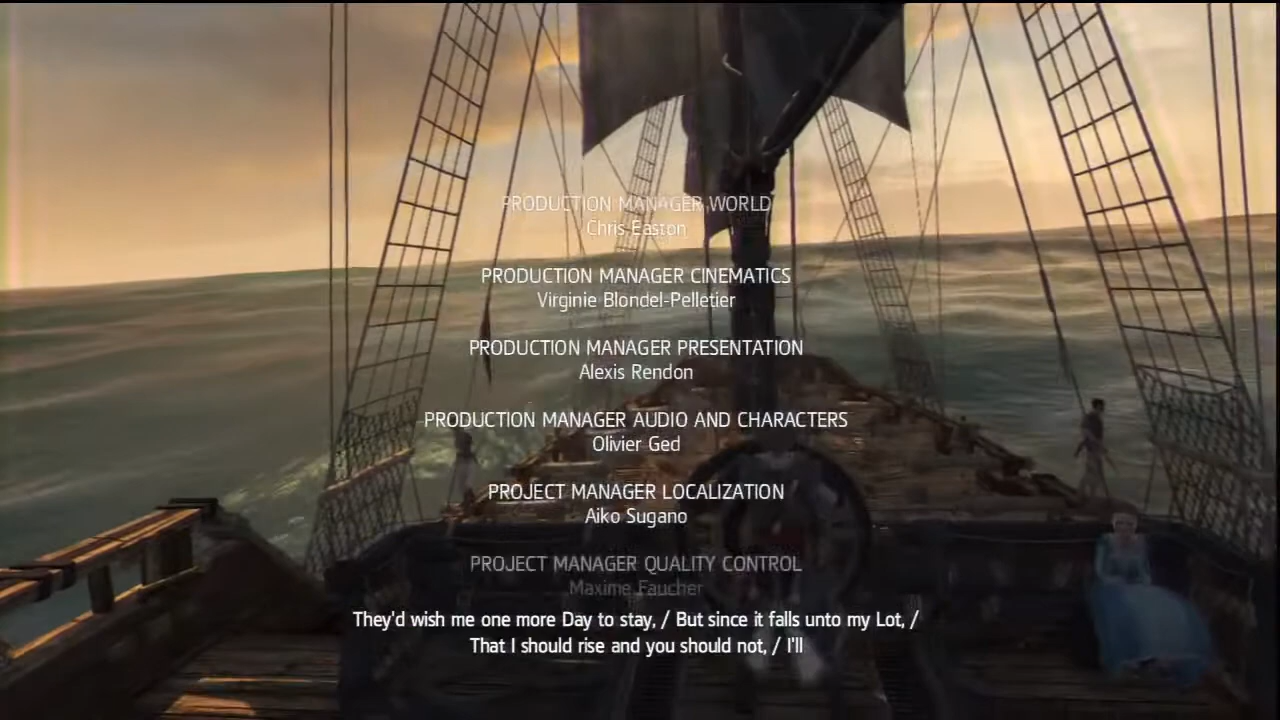 PRODUCTION MANAGER WORLD
Chris Easton
PRODUCTION MANAGER CINEMATICS
Virginie Blondel-Pelletier
PRODUCTION MANAGER PRESENTATION
Alexis Rendon
PRODUCTION MANAGER AUDIO AND CHARACTERS
Olivier Ged
PROJECT MANAGER LOCALIZATION
Aiko Sugano
PROJECT MANAGER QUALITY CONTROL
Maxime Faucher
They'd wish me one more Day to stay, / But since it falls unto my Lot, /
That I should rise and you should not, / I'll